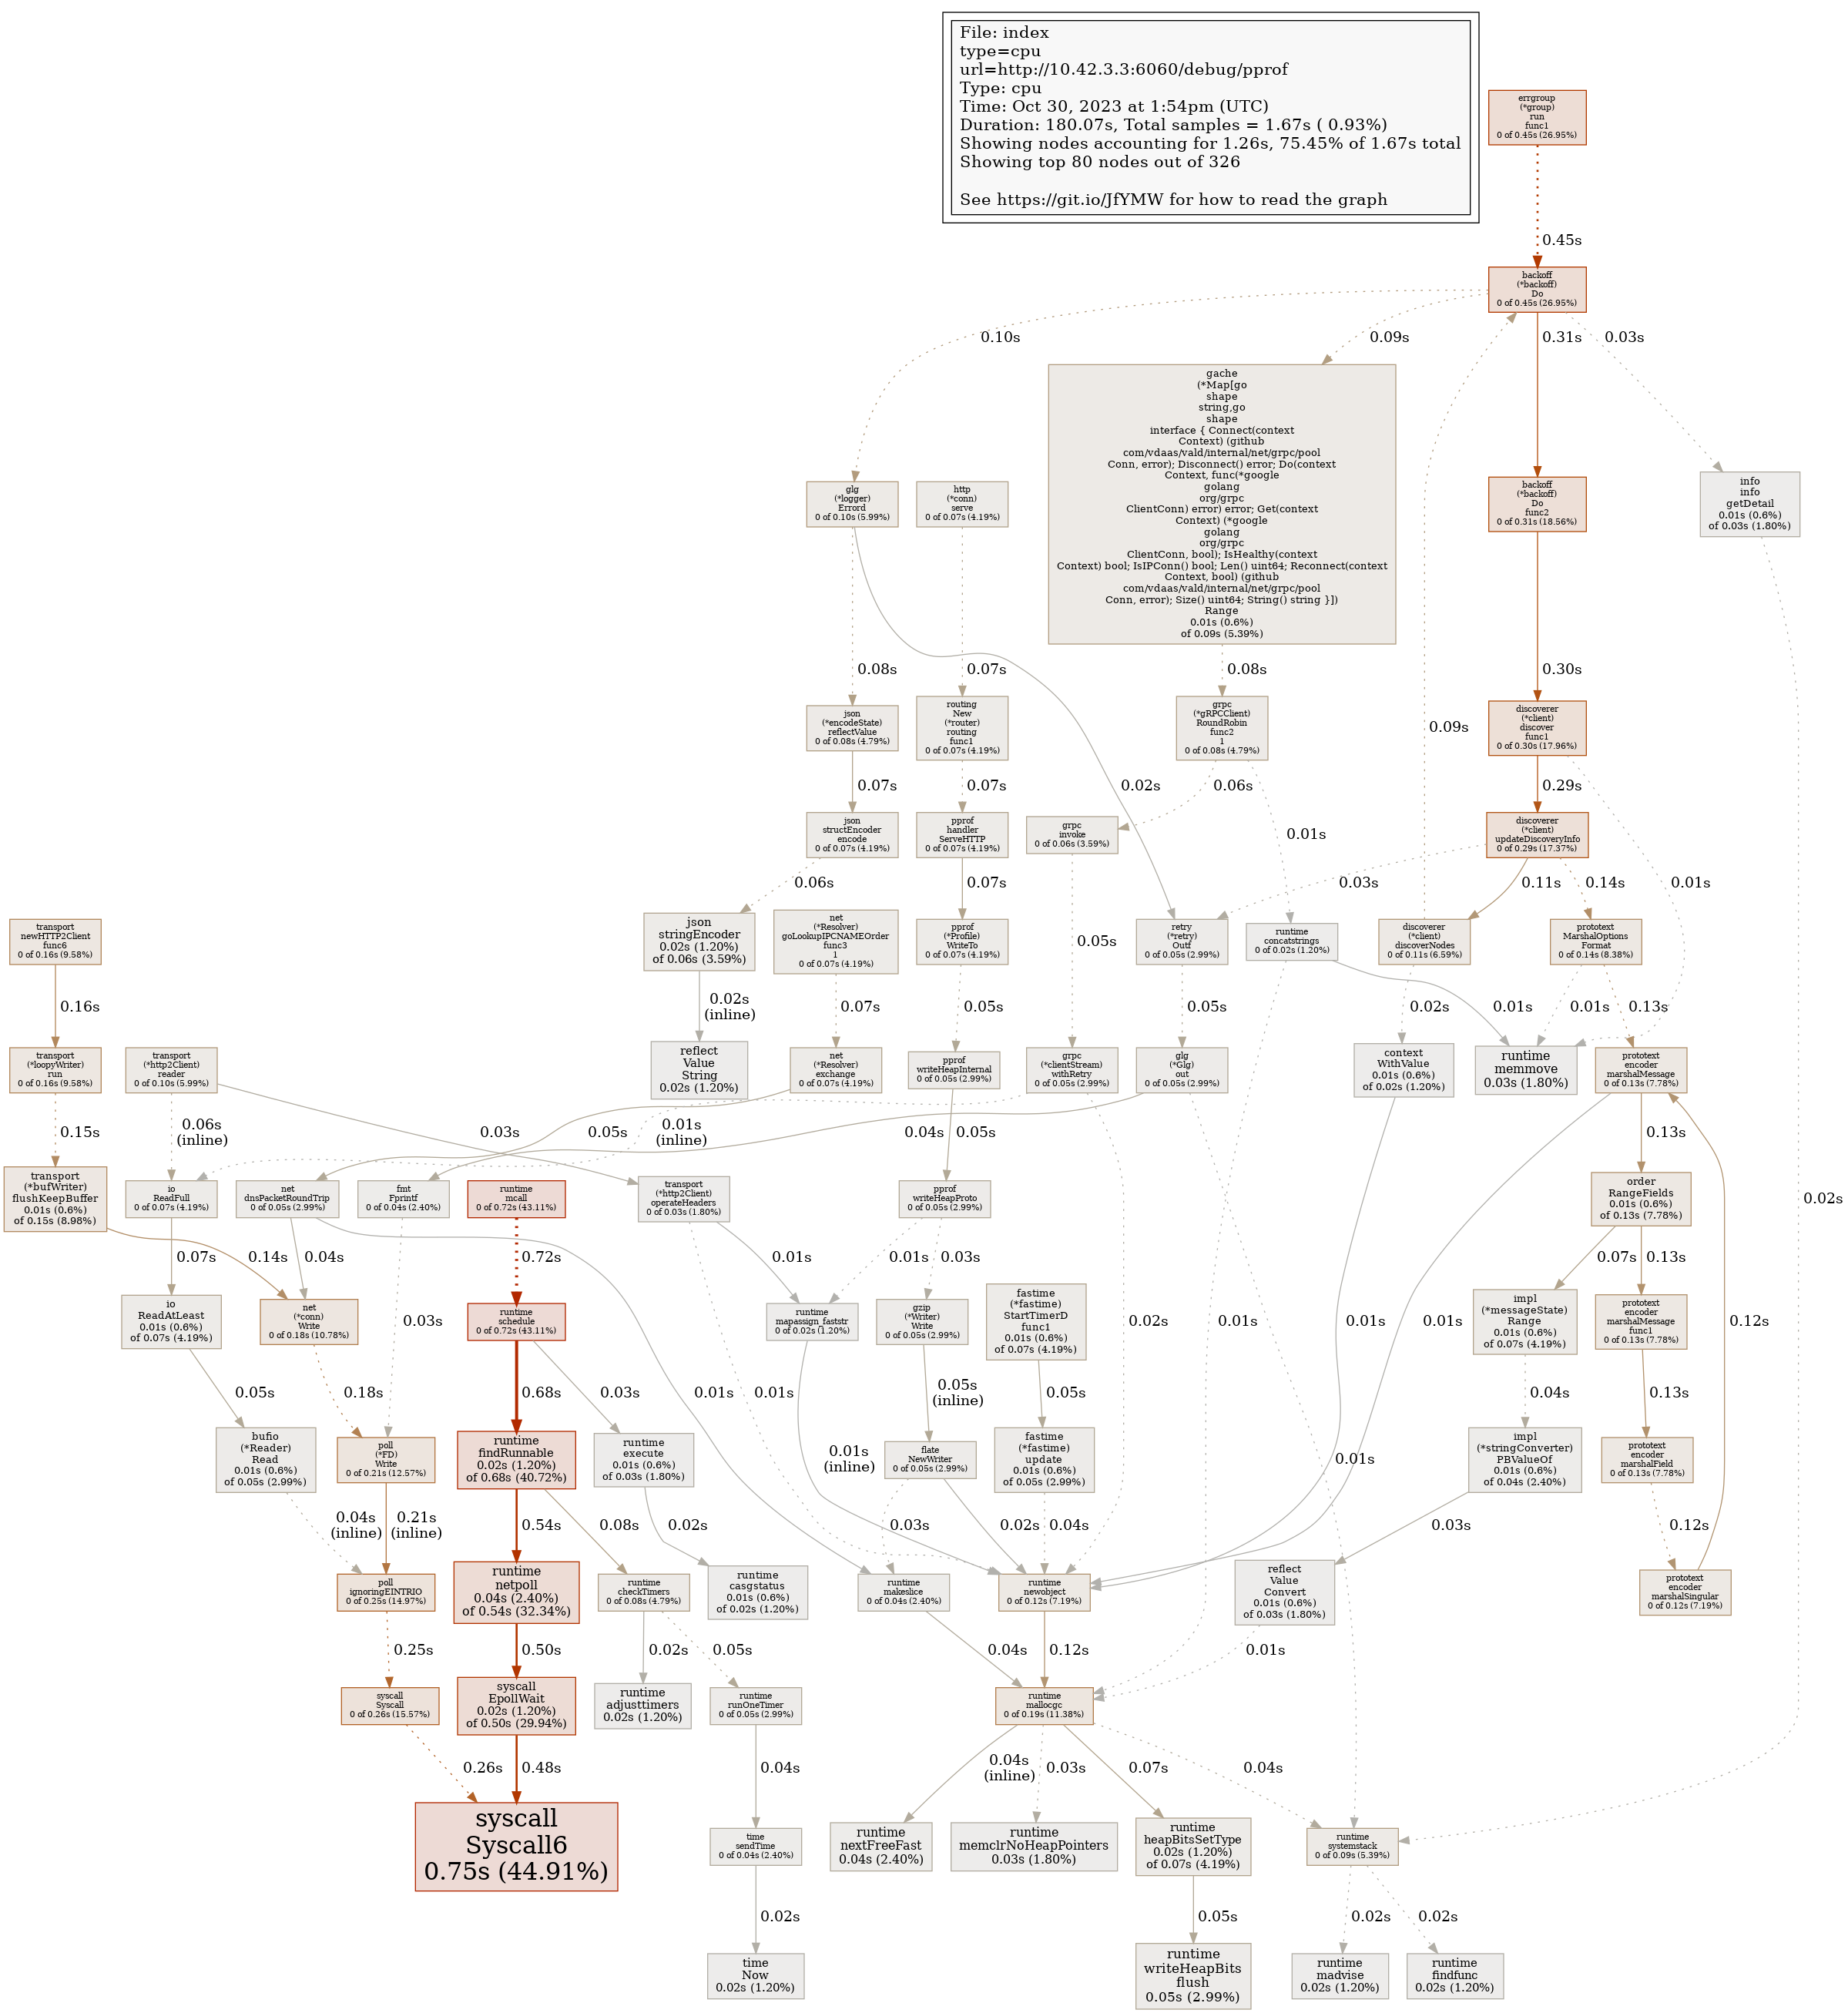 File: index
type=cpu
url=http://10.42.3.3:6060/debug/pprof
Type: cpu
Time: Oct 30, 2023 at 1:54pm (UTC)
Duration: 180.07s, Total samples = 1.67s ( 0.93%)
Showing nodes accounting for 1.26s, 75.45% of 1.67s total
Showing top 80 nodes out of 326
See https://git.io/JfYMW for how to read the graph
errgroup
(*group)
run
func1
0 of 0.45s (26.95%)
0.45s
backoff
(*backoff)
Do
0 of 0.45s (26.95%)
0.10s
0.09s
0.31s
0.03s
gache
(*Map[go
shape
string,go
shape
interface { Connect(context
Context) (github
com/vdaas/vald/internal/net/grpc/pool
Conn, error); Disconnect() error; Do(context
Context, func(*google
golang
org/grpc
ClientConn) error) error; Get(context
Context) (*google
golang
org/grpc
ClientConn, bool); IsHealthy(context
Context) bool; IsIPConn() bool; Len() uint64; Reconnect(context
Context, bool) (github
com/vdaas/vald/internal/net/grpc/pool
Conn, error); Size() uint64; String() string }])
Range
0.01s (0.6%)
of 0.09s (5.39%)
glg
(*logger)
Errord
0 of 0.10s (5.99%)
http
(*conn)
serve
0 of 0.07s (4.19%)
backoff
(*backoff)
Do
func2
0 of 0.31s (18.56%)
info
info
getDetail
0.01s (0.6%)
of 0.03s (1.80%)
0.08s
0.07s
0.08s
0.30s
json
(*encodeState)
reflectValue
0 of 0.08s (4.79%)
routing
New
(*router)
routing
func1
0 of 0.07s (4.19%)
grpc
(*gRPCClient)
RoundRobin
func2
1
0 of 0.08s (4.79%)
0.09s
discoverer
(*client)
discover
func1
0 of 0.30s (17.96%)
0.07s
0.07s
0.02s
0.06s
0.29s
json
structEncoder
encode
0 of 0.07s (4.19%)
pprof
handler
ServeHTTP
0 of 0.07s (4.19%)
grpc
invoke
0 of 0.06s (3.59%)
0.01s
discoverer
(*client)
updateDiscoveryInfo
0 of 0.29s (17.37%)
0.06s
0.07s
0.03s
0.11s
0.14s
0.01s
transport
newHTTP2Client
func6
0 of 0.16s (9.58%)
json
stringEncoder
0.02s (1.20%)
of 0.06s (3.59%)
net
(*Resolver)
goLookupIPCNAMEOrder
func3
1
0 of 0.07s (4.19%)
pprof
(*Profile)
WriteTo
0 of 0.07s (4.19%)
0.05s
retry
(*retry)
Outf
0 of 0.05s (2.99%)
runtime
concatstrings
0 of 0.02s (1.20%)
discoverer
(*client)
discoverNodes
0 of 0.11s (6.59%)
prototext
MarshalOptions
Format
0 of 0.14s (8.38%)
0.16s
0.02s
(inline)
0.07s
0.05s
0.05s
0.02s
0.01s
0.01s
0.13s
transport
(*loopyWriter)
run
0 of 0.16s (9.58%)
transport
(*http2Client)
reader
0 of 0.10s (5.99%)
reflect
Value
String
0.02s (1.20%)
net
(*Resolver)
exchange
0 of 0.07s (4.19%)
pprof
writeHeapInternal
0 of 0.05s (2.99%)
grpc
(*clientStream)
withRetry
0 of 0.05s (2.99%)
glg
(*Glg)
out
0 of 0.05s (2.99%)
context
WithValue
0.01s (0.6%)
of 0.02s (1.20%)
runtime
memmove
0.03s (1.80%)
prototext
encoder
marshalMessage
0 of 0.13s (7.78%)
0.15s
0.06s
(inline)
0.03s
0.05s
0.01s
(inline)
0.04s
0.05s
0.13s
transport
(*bufWriter)
flushKeepBuffer
0.01s (0.6%)
of 0.15s (8.98%)
io
ReadFull
0 of 0.07s (4.19%)
net
dnsPacketRoundTrip
0 of 0.05s (2.99%)
fmt
Fprintf
0 of 0.04s (2.40%)
runtime
mcall
0 of 0.72s (43.11%)
transport
(*http2Client)
operateHeaders
0 of 0.03s (1.80%)
pprof
writeHeapProto
0 of 0.05s (2.99%)
order
RangeFields
0.01s (0.6%)
of 0.13s (7.78%)
0.02s
0.07s
0.14s
0.04s
0.72s
0.01s
0.01s
0.03s
0.07s
0.13s
io
ReadAtLeast
0.01s (0.6%)
of 0.07s (4.19%)
net
(*conn)
Write
0 of 0.18s (10.78%)
0.03s
runtime
schedule
0 of 0.72s (43.11%)
runtime
mapassign_faststr
0 of 0.02s (1.20%)
gzip
(*Writer)
Write
0 of 0.05s (2.99%)
fastime
(*fastime)
StartTimerD
func1
0.01s (0.6%)
of 0.07s (4.19%)
0.02s
0.01s
0.01s
0.01s
impl
(*messageState)
Range
0.01s (0.6%)
of 0.07s (4.19%)
prototext
encoder
marshalMessage
func1
0 of 0.13s (7.78%)
0.12s
0.05s
0.18s
0.68s
0.03s
0.01s
0.01s
0.05s
(inline)
0.05s
0.04s
0.13s
bufio
(*Reader)
Read
0.01s (0.6%)
of 0.05s (2.99%)
poll
(*FD)
Write
0 of 0.21s (12.57%)
runtime
findRunnable
0.02s (1.20%)
of 0.68s (40.72%)
runtime
execute
0.01s (0.6%)
of 0.03s (1.80%)
0.01s
(inline)
flate
NewWriter
0 of 0.05s (2.99%)
fastime
(*fastime)
update
0.01s (0.6%)
of 0.05s (2.99%)
0.01s
impl
(*stringConverter)
PBValueOf
0.01s (0.6%)
of 0.04s (2.40%)
prototext
encoder
marshalField
0 of 0.13s (7.78%)
0.04s
(inline)
0.21s
(inline)
0.54s
0.08s
0.02s
0.03s
0.02s
0.04s
0.03s
0.12s
poll
ignoringEINTRIO
0 of 0.25s (14.97%)
runtime
netpoll
0.04s (2.40%)
of 0.54s (32.34%)
runtime
checkTimers
0 of 0.08s (4.79%)
runtime
casgstatus
0.01s (0.6%)
of 0.02s (1.20%)
runtime
makeslice
0 of 0.04s (2.40%)
runtime
newobject
0 of 0.12s (7.19%)
reflect
Value
Convert
0.01s (0.6%)
of 0.03s (1.80%)
prototext
encoder
marshalSingular
0 of 0.12s (7.19%)
0.25s
0.50s
0.02s
0.05s
0.04s
0.12s
0.01s
syscall
Syscall
0 of 0.26s (15.57%)
syscall
EpollWait
0.02s (1.20%)
of 0.50s (29.94%)
runtime
adjusttimers
0.02s (1.20%)
runtime
runOneTimer
0 of 0.05s (2.99%)
runtime
mallocgc
0 of 0.19s (11.38%)
0.26s
0.48s
0.04s
0.04s
(inline)
0.03s
0.07s
0.04s
syscall
Syscall6
0.75s (44.91%)
time
sendTime
0 of 0.04s (2.40%)
runtime
nextFreeFast
0.04s (2.40%)
runtime
memclrNoHeapPointers
0.03s (1.80%)
runtime
heapBitsSetType
0.02s (1.20%)
of 0.07s (4.19%)
runtime
systemstack
0 of 0.09s (5.39%)
0.02s
0.05s
0.02s
0.02s
time
Now
0.02s (1.20%)
runtime
writeHeapBits
flush
0.05s (2.99%)
runtime
madvise
0.02s (1.20%)
runtime
findfunc
0.02s (1.20%)